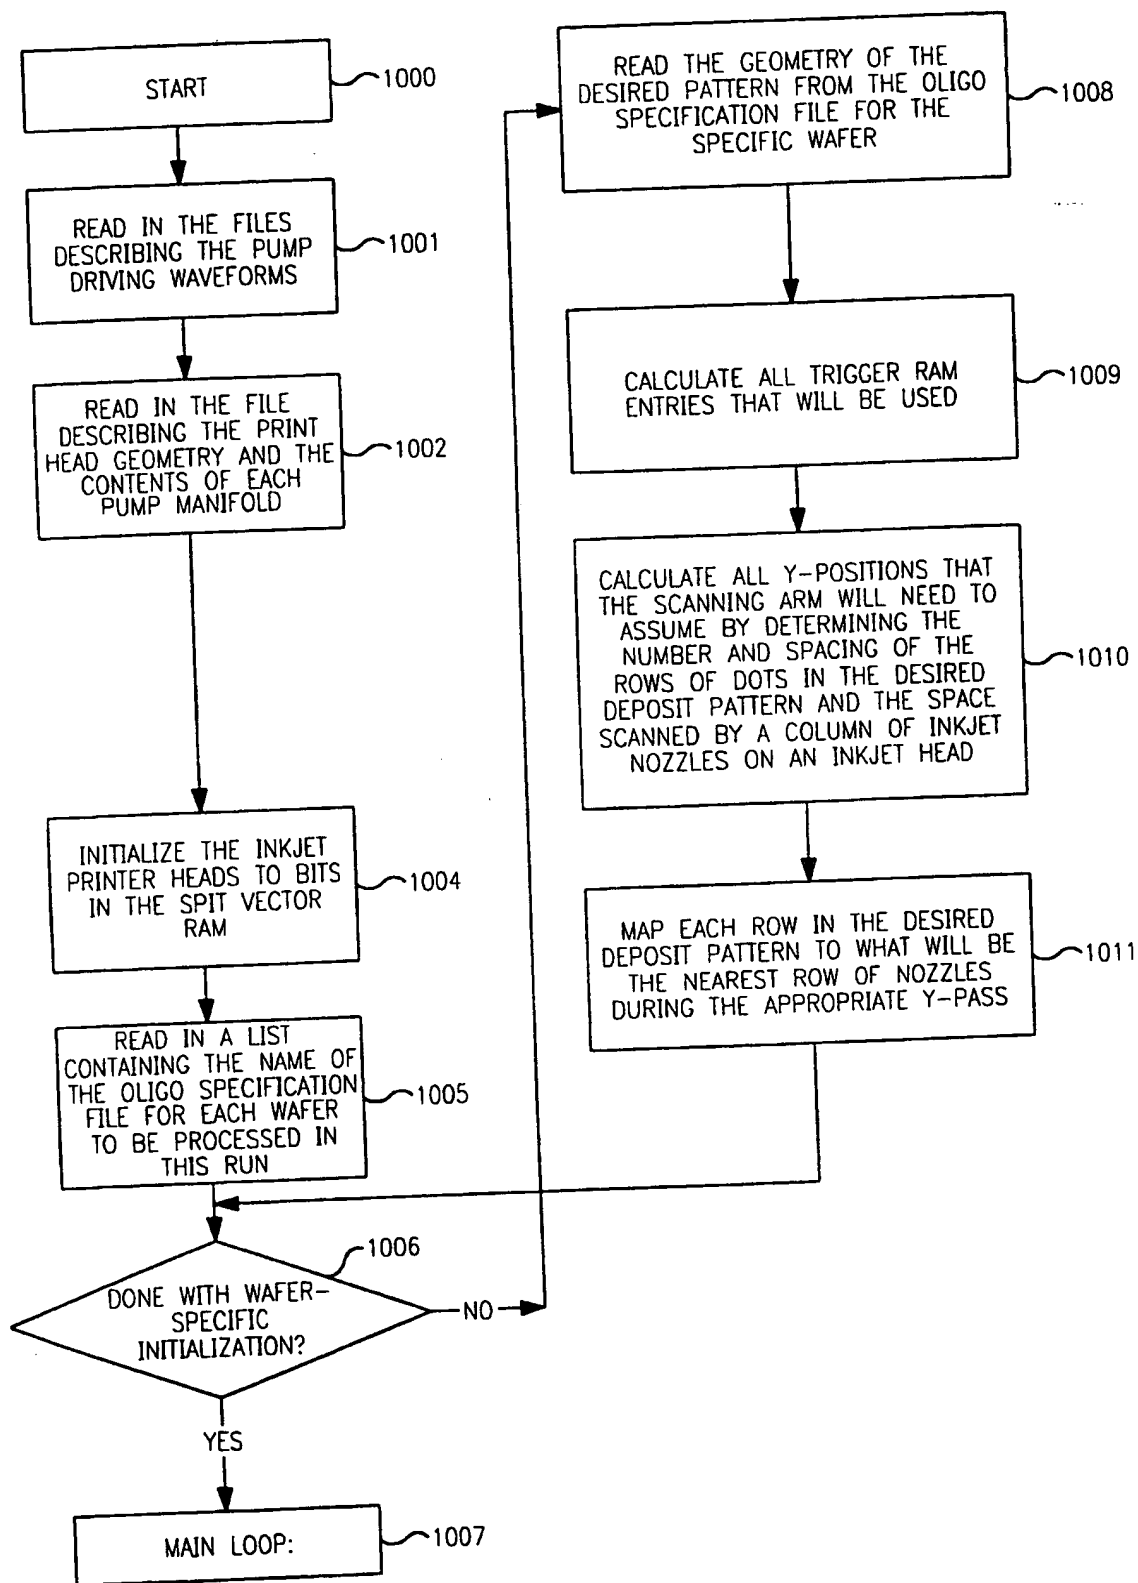 START
1000
READ IN THE FILES
DESCRIBING THE PUMP
DRIVING WAVEFORMS
1001
READ IN THE FILE
DESCRIBING THE PRINT
HEAD GEOMETRY AND THE
CONTENTS OF EACH
PUMP MANIFOLD
1002
INITIALIZE THE INKJET
PRINTER HEADS TO BITS
IN THE SPIT VECTOR
RAM
1004
READ IN A LIST
CONTAINING THE NAME OF
THE OLIGO SPECIFICATION
FILE FOR EACH WAFER
TO BE PROCESSED IN
THIS RUN
1005
DONE WITH WAFER-
SPECIFIC
INITIALIZATION?
1006
NO
YES
MAIN LOOP:
1007
READ THE GEOMETRY OF THE
DESIRED PATTERN FROM THE OLIGO
SPECIFICATION FILE FOR THE
SPECIFIC WAFER
1008
CALCULATE ALL TRIGGER RAM
ENTRIES THAT WILL BE USED
1009
CALCULATE ALL Y-POSITIONS THAT
THE SCANNING ARM WILL NEED TO
ASSUME BY DETERMINING THE
NUMBER AND SPACING OF THE
ROWS OF DOTS IN THE DESIRED
DEPOSIT PATTERN AND THE SPACE
SCANNED BY A COLUMN OF INKJET
NOZZLES ON AN INKJET HEAD
1010
MAP EACH ROW IN THE DESIRED
DEPOSIT PATTERN TO WHAT WILL BE
THE NEAREST ROW OF NOZZLES
DURING THE APPROPRIATE Y-PASS
1011